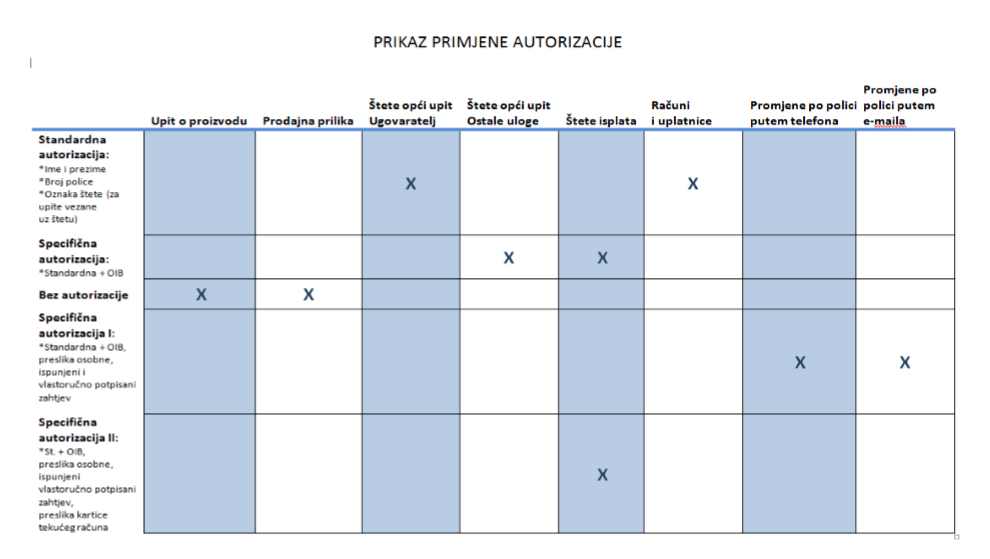 PRIKAZ PRIMJENE AUTORIZACIJE
Upit o proizvodu
Prodajna prilika
Štete opći upit
Ugovaratelj
Štete opći upit
Ostale uloge
Štete isplata
Računi
i uplatnice
Promjene po polici
putem telefona
Promjene po
polici putem
e-maila
Standardna
autorizacija:
*Ime i prezime
*Broj police
*Oznaka štete (za
upite vezane
uz štetu)
X
X
Specifična
autorizacija:
*Standardna + OIB
X
X
Bez autorizacije
X
X
Specifična
autorizacija I:
*Standardna + OIB,
preslika osobne,
ispunjeni i
vlastoručno potpisani
zahtjev
X
X
Specifična
autorizacija II:
*St. + OIB,
preslika osobne,
ispunjeni
vlastoručno potpisani
zahtjev,
preslika kartice
tekućeg računa
X